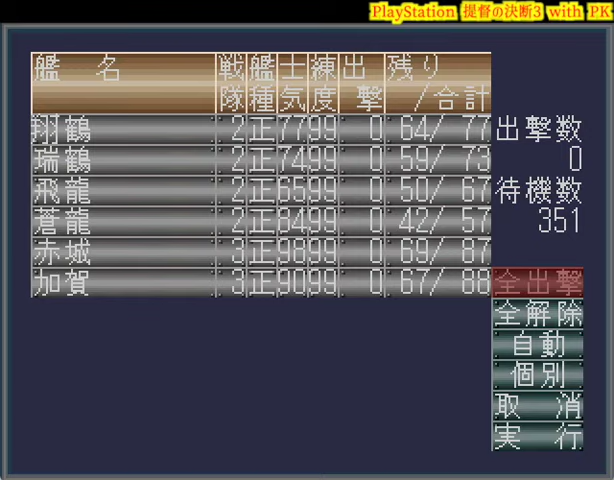 PlayStation 提督の決断3 with PK
艦 名 戦隊 艦種 士気 練度 出撃 残り/合計
翔鶴 2 正 77 99 0 64/ 77
瑞鶴 2 正 74 99 0 59/ 73
飛龍 2 正 65 99 0 50/ 67
蒼龍 2 正 84 99 0 42/ 57
赤城 3 正 98 99 0 69/ 87
加賀 3 正 90 99 0 67/ 88
出撃数
0
待機数
351
全出撃
全解除
自動
個別
取 消
実 行